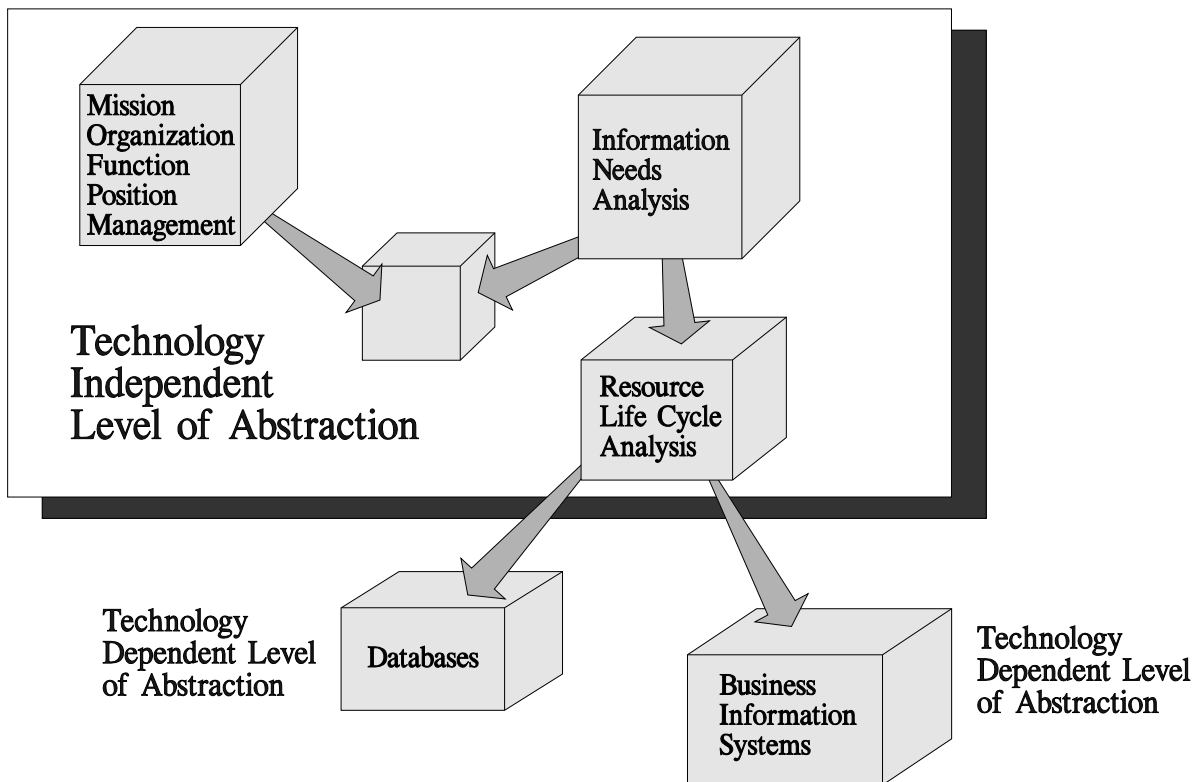 Mission
Organization
Function
Position
Management
Information
Needs
Analysis
Technology
Independent
Level of Abstraction
Resource
Life Cycle
Analysis
Technology
Dependent Level
of Abstraction
Databases
Business
Information
Systems
Technology
Dependent Level
of Abstraction